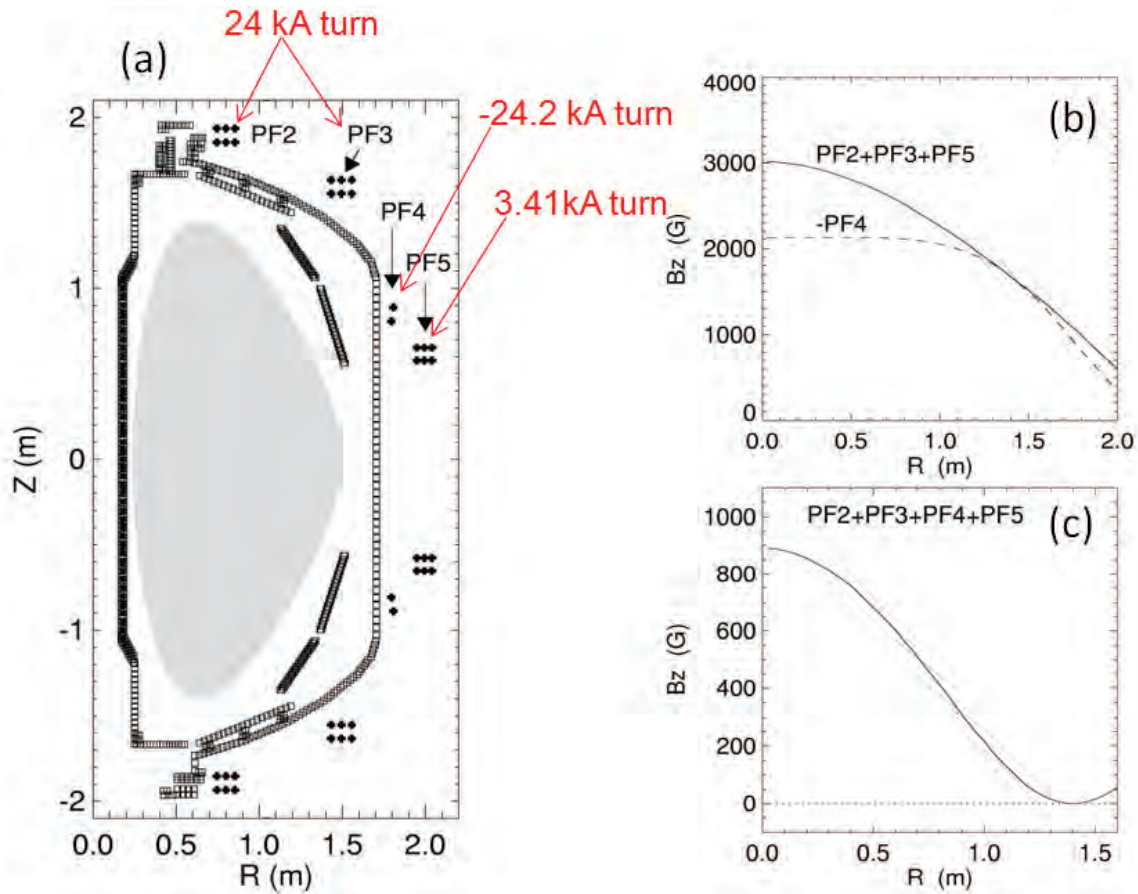 24 kA turn
(a)
-24.2 kA turn
3.41kA turn
PF2
PF3
PF4
PF5
2
1
0
-1
-2
Z (m)
0.0 0.5 1.0 1.5 2.0
R (m)
(b)
4000
3000
2000
1000
0
Bz (G)
PF2+PF3+PF5
-PF4
0.0 0.5 1.0 1.5 2.0
R (m)
(c)
PF2+PF3+PF4+PF5
1000
800
600
400
200
0
Bz (G)
0.0 0.5 1.0 1.5
R (m)